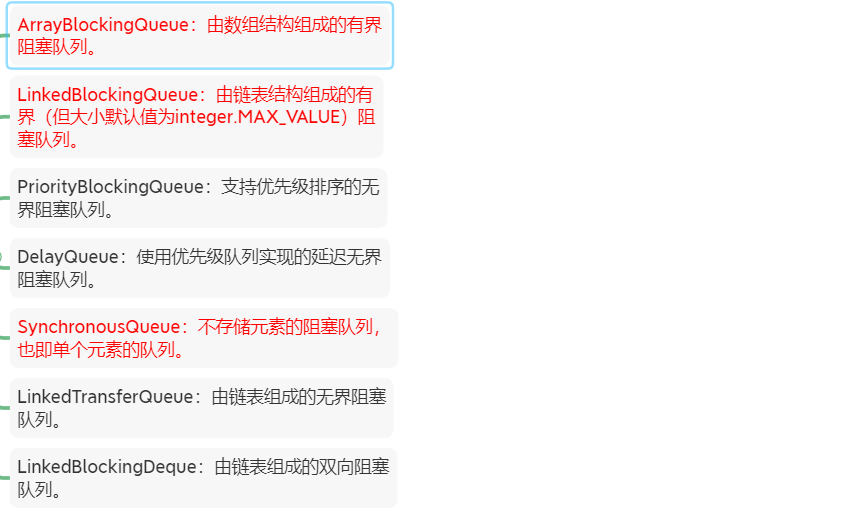 ArrayBlockingQueue：由数组结构组成的有界
阻塞队列。
LinkedBlockingQueue：由链表结构组成的有
界（但大小默认值为integer.MAX_VALUE）阻
塞队列。
PriorityBlockingQueue：支持优先级排序的无
界阻塞队列。
DelayQueue：使用优先级队列实现的延迟无界
阻塞队列。
SynchronousQueue：不存储元素的阻塞队列，
也即单个元素的队列。
LinkedTransferQueue：由链表组成的无界阻塞
队列。
LinkedBlockingDeque：由链表组成的双向阻塞
队列。